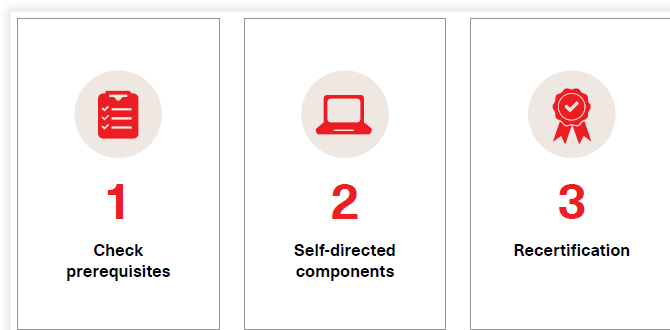 1
Check
prerequisites
2
Self-directed
components
3
Recertification